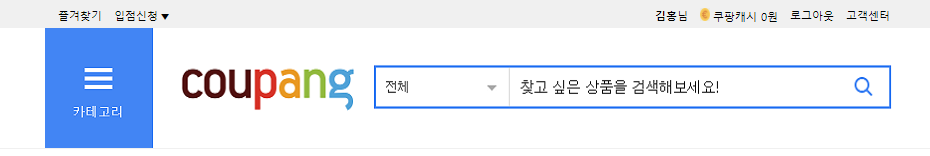 즐겨찾기 입점신청 ▼ 김홍님 쿠팡캐시 0원 로그아웃 고객센터
카테고리
coupang
전체
찾고 싶은 상품을 검색해보세요!